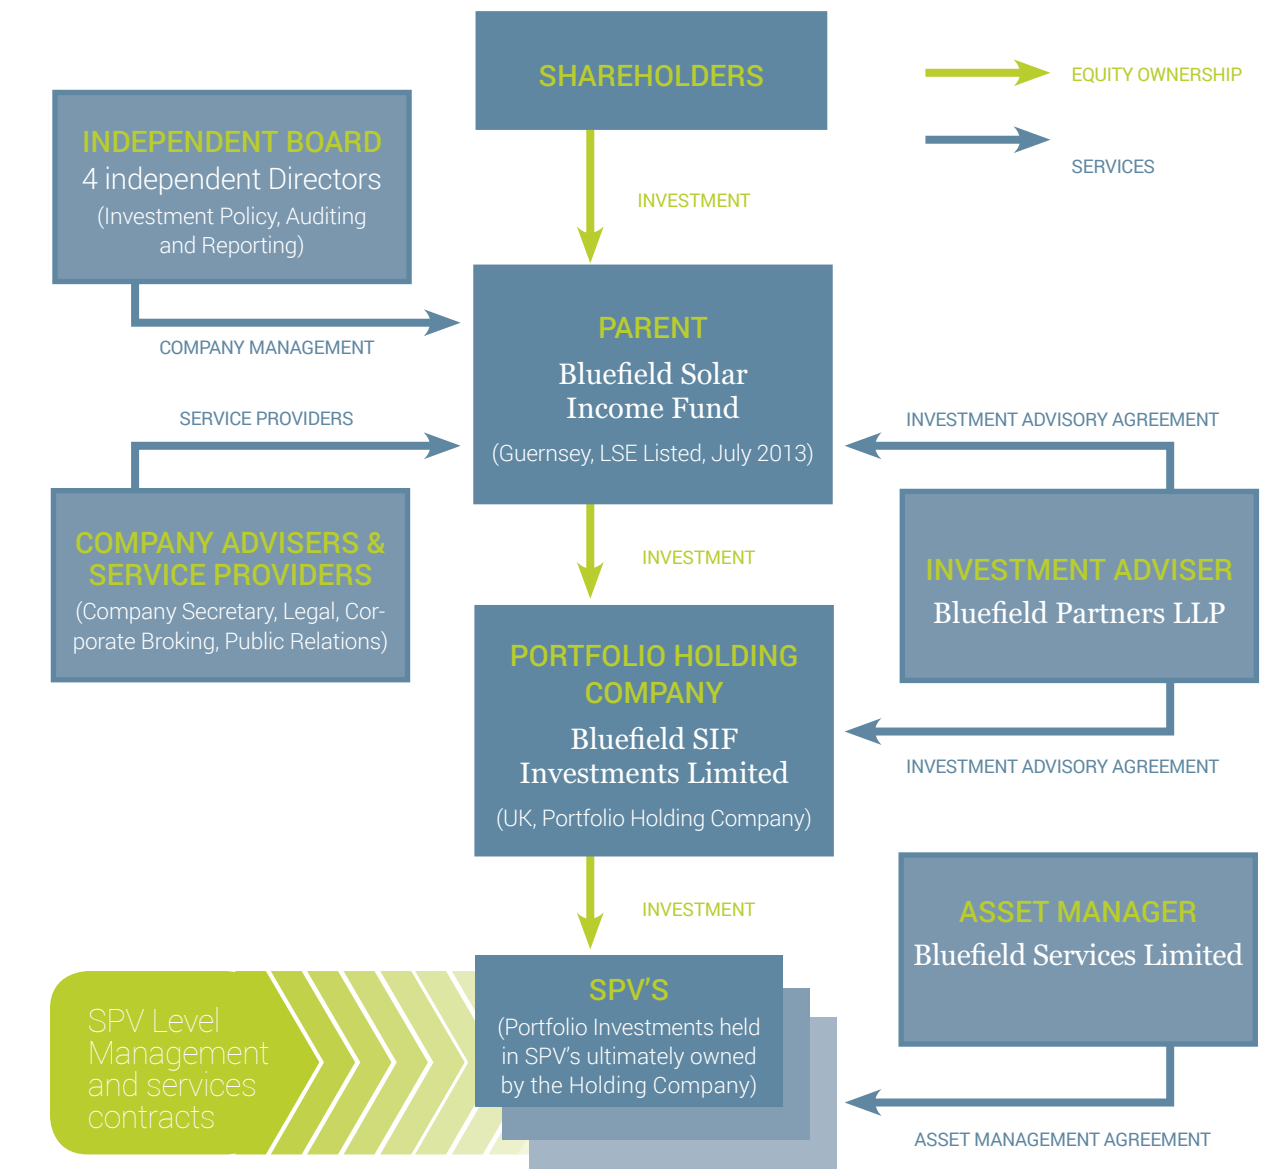 SHAREHOLDERS
EQUITY OWNERSHIP
SERVICES
INDEPENDENT BOARD
4 independent Directors
(Investment Policy, Auditing
and Reporting)
INVESTMENT
COMPANY MANAGEMENT
PARENT
Bluefield Solar
Income Fund
(Guernsey, LSE Listed, July 2013)
SERVICE PROVIDERS
INVESTMENT ADVISORY AGREEMENT
COMPANY ADVISERS &
SERVICE PROVIDERS
(Company Secretary, Legal, Cor-
porate Broking, Public Relations)
INVESTMENT
INVESTMENT ADVISER
Bluefield Partners LLP
PORTFOLIO HOLDING
COMPANY
Bluefield SIF
Investments Limited
(UK, Portfolio Holding Company)
INVESTMENT ADVISORY AGREEMENT
INVESTMENT
ASSET MANAGER
Bluefield Services Limited
SPV Level
Management
and services
contracts
SPV'S
(Portfolio Investments held
in SPV's ultimately owned
by the Holding Company)
ASSET MANAGEMENT AGREEMENT